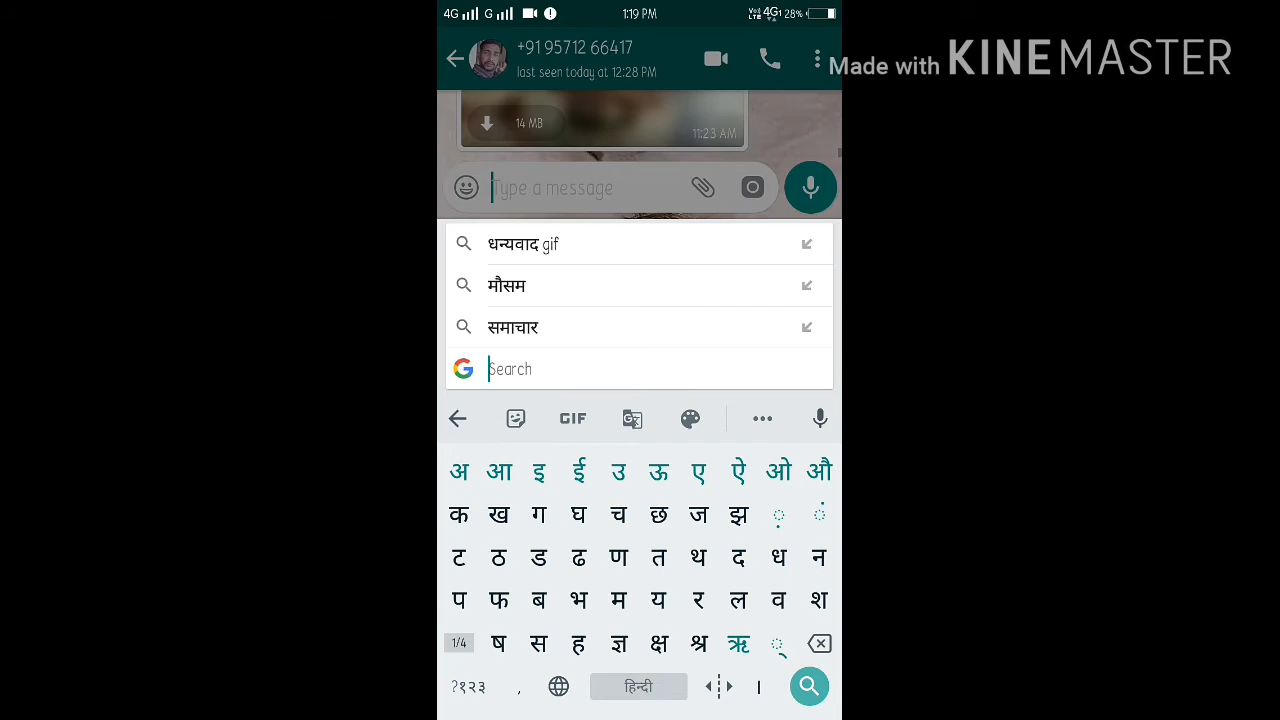 4G G 1:19 PM VoLTE 4G 28%
+91 95712 66417
last seen today at 12:28 PM
Made with KINEMASTER
14 MB
11:23 AM
Type a message
धन्यवाद gif
मौसम
समाचार
Search
GIF
अ आ इ ई उ ऊ ए ऐ ओ औ
क ख ग घ च छ ज झ ़ ं
ट ठ ड ढ ण त थ द ध न
प फ ब भ म य र ल व श
1/4 ष स ह ज्ञ क्ष श्र ऋ ्
?१२३ , हिन्दी ।